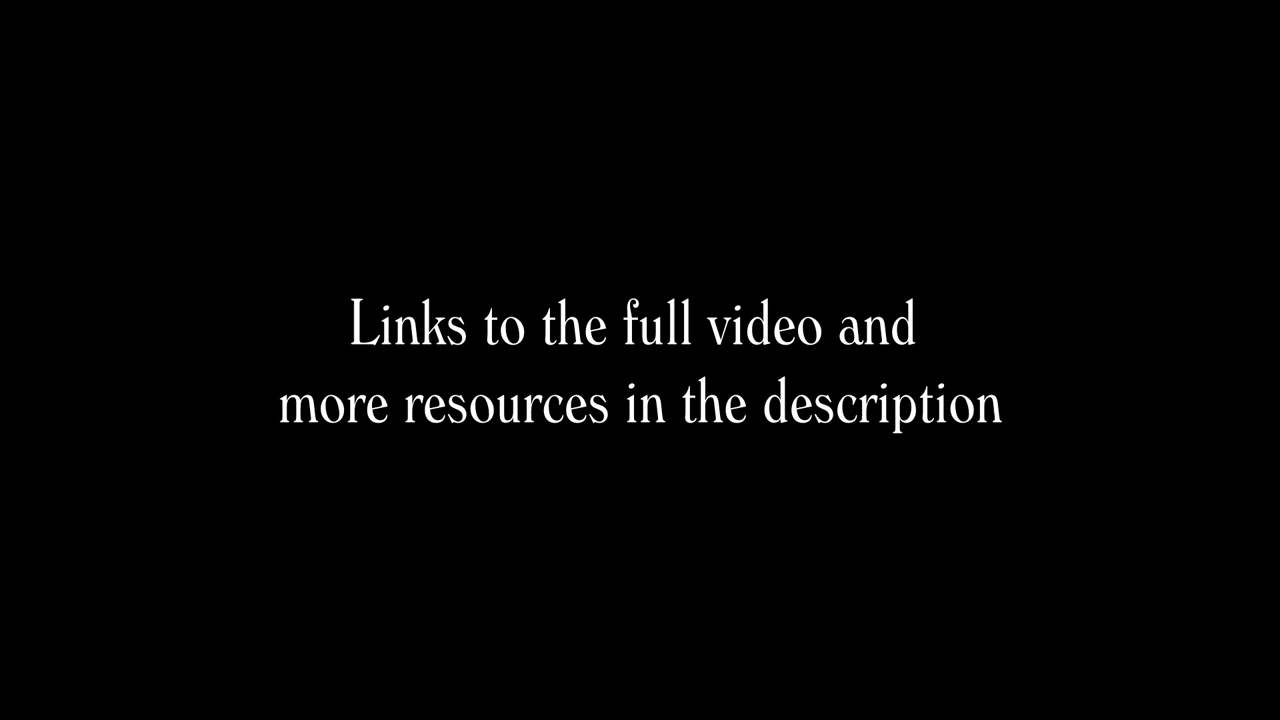 Links to the full video and
more resources in the description